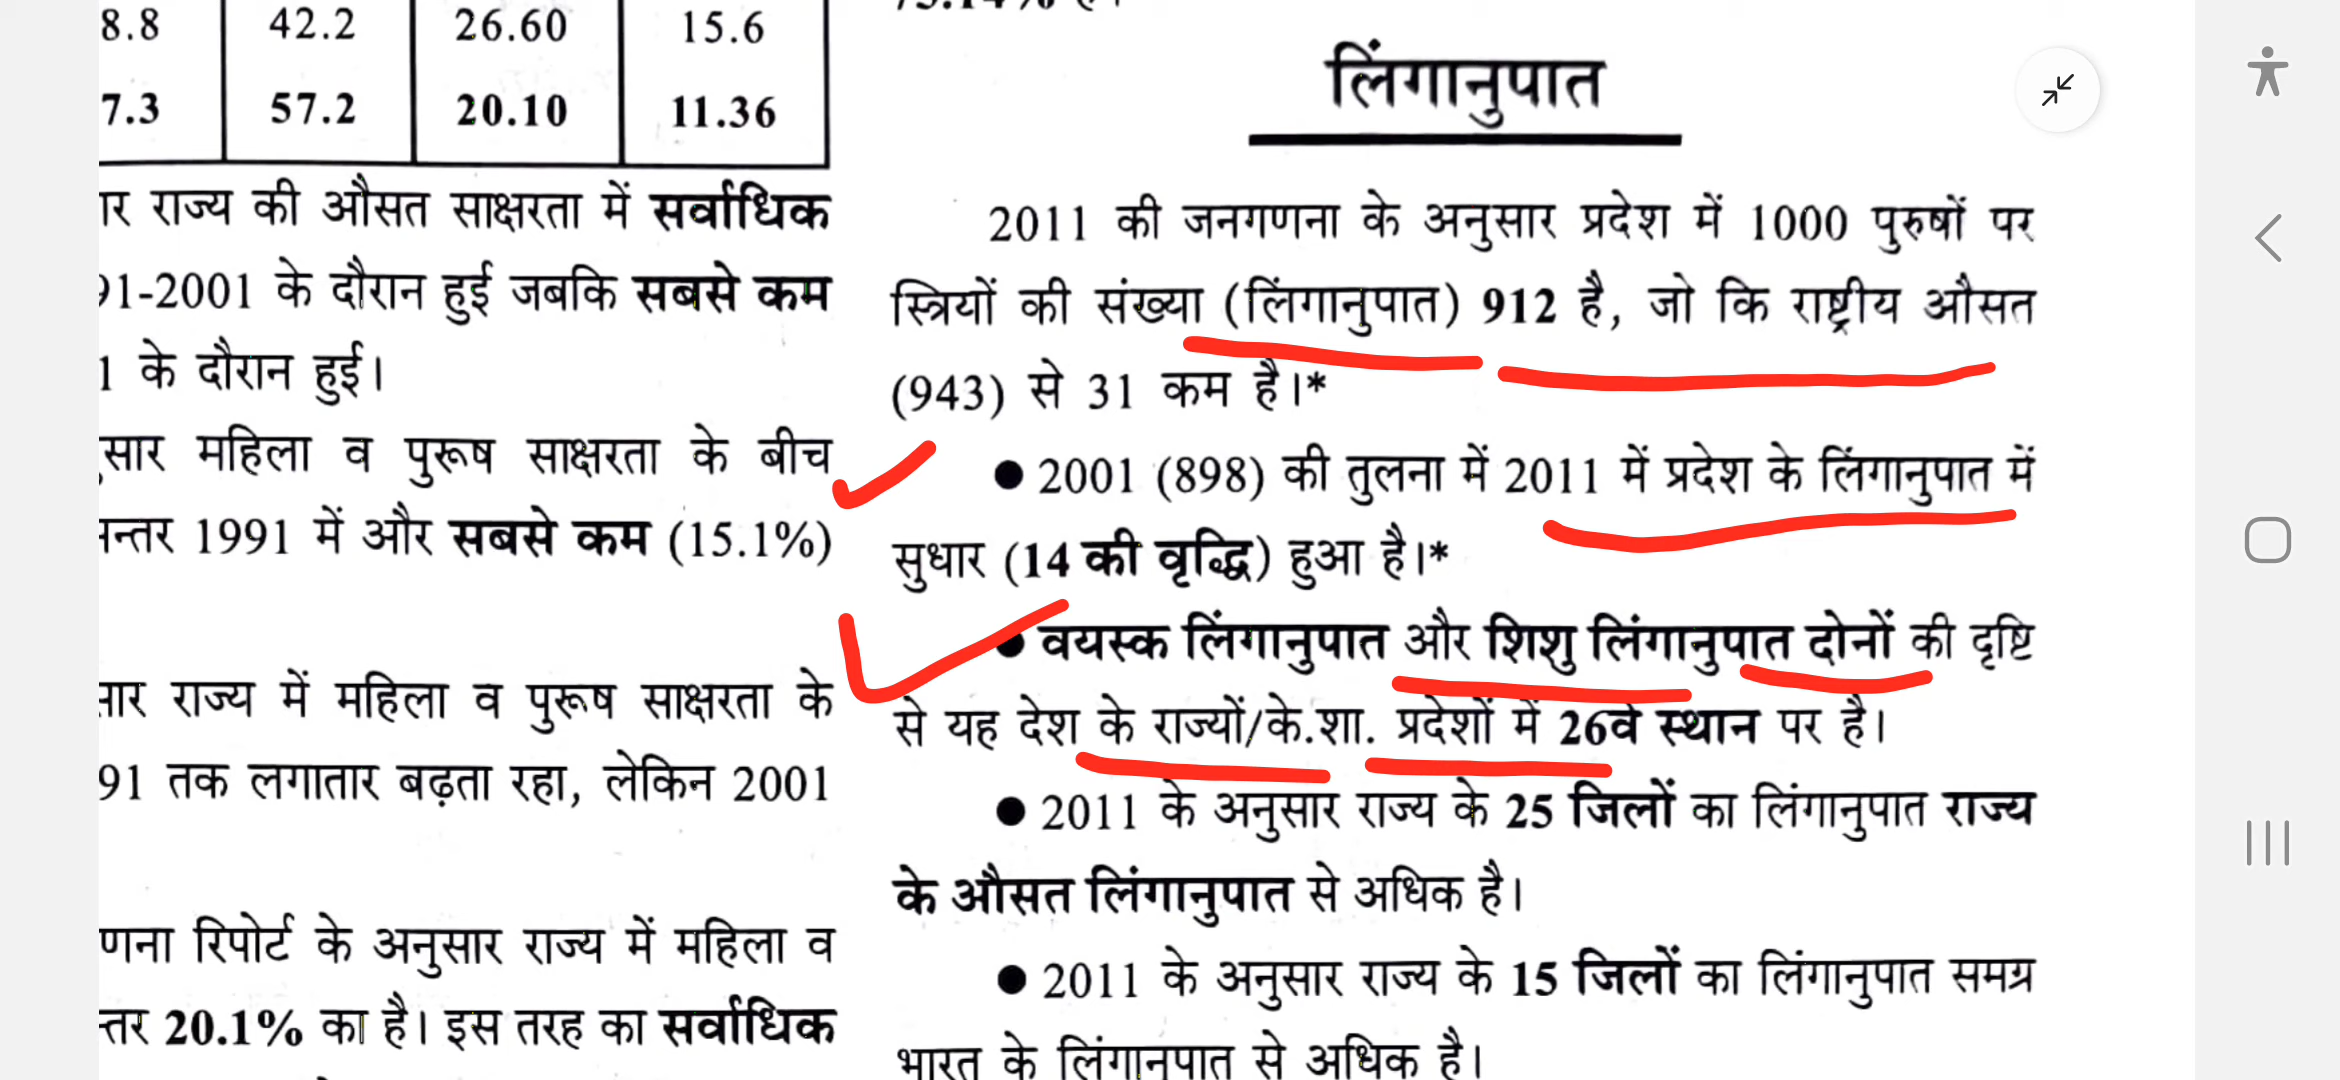 8.8 42.2 26.60 15.6
7.3 57.2 20.10 11.36
राज्य की औसत साक्षरता में सर्वाधिक
91-2001 के दौरान हुई जबकि सबसे कम
1 के दौरान हुई।
महिला व पुरूष साक्षरता के बीच
1991 में और सबसे कम (15.1%)
राज्य में महिला व पुरूष साक्षरता के
91 तक लगातार बढ़ता रहा, लेकिन 2001
रिपोर्ट के अनुसार राज्य में महिला व
20.1% का है। इस तरह का सर्वाधिक
लिंगानुपात
2011 की जनगणना के अनुसार प्रदेश में 1000 पुरुषों पर
स्त्रियों की संख्या (लिंगानुपात) 912 है, जो कि राष्ट्रीय औसत
(943) से 31 कम है।*
● 2001 (898) की तुलना में 2011 में प्रदेश के लिंगानुपात में
सुधार (14 की वृद्धि) हुआ है।*
● वयस्क लिंगानुपात और शिशु लिंगानुपात दोनों की दृष्टि
से यह देश के राज्यों/के.शा. प्रदेशों में 26वें स्थान पर है।
● 2011 के अनुसार राज्य के 25 जिलों का लिंगानुपात राज्य
के औसत लिंगानुपात से अधिक है।
● 2011 के अनुसार राज्य के 15 जिलों का लिंगानुपात समग्र
भारत के लिंगानुपात से अधिक है।